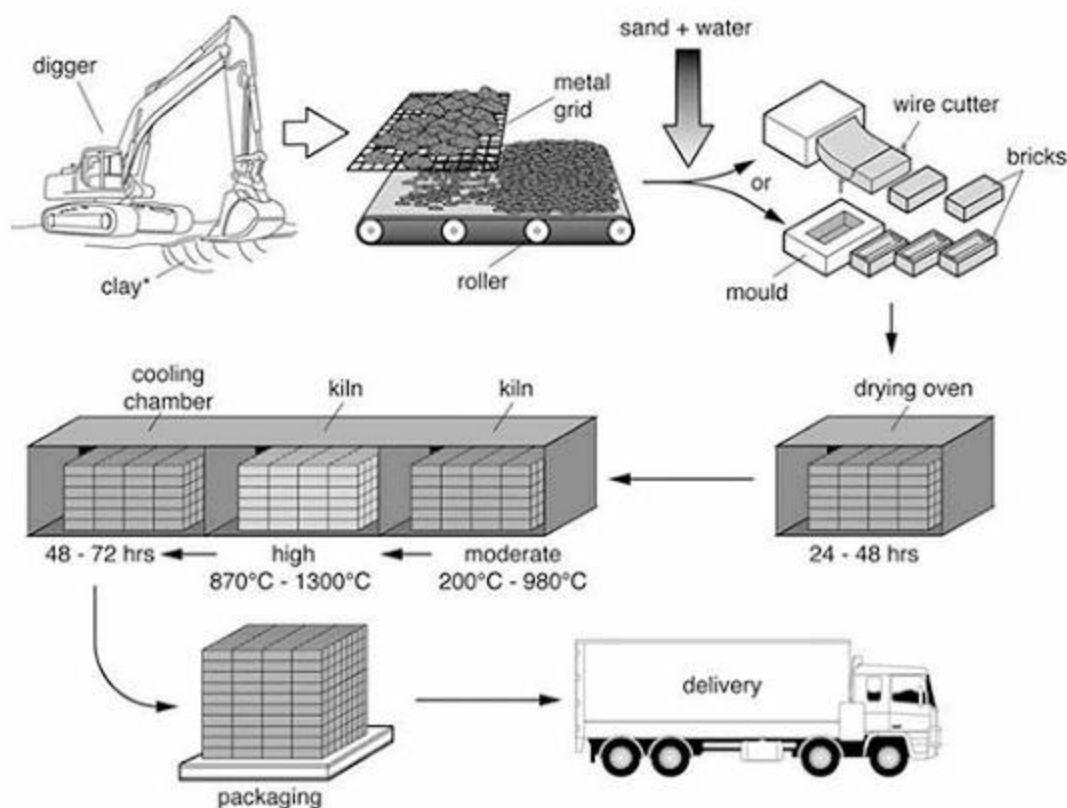 digger
metal
grid
sand + water
wire cutter
bricks
or
clay*
roller
mould
cooling
chamber
kiln
kiln
drying oven
48 - 72 hrs
high
870°C - 1300°C
moderate
200°C - 980°C
24 - 48 hrs
packaging
delivery